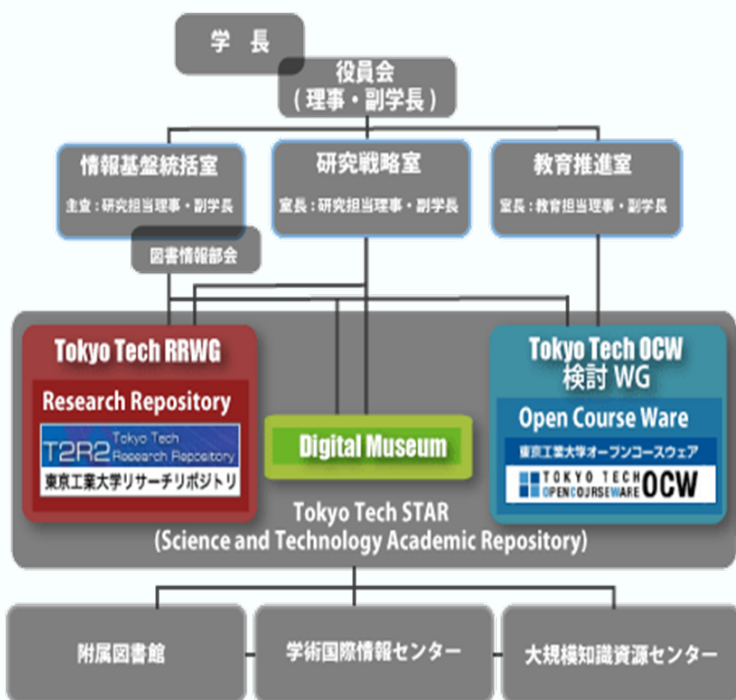 学 長
役員会
( 理事・副学長 )
情報基盤統括室
主査：研究担当理事・副学長
研究戦略室
室長：研究担当理事・副学長
教育推進室
室長：教育担当理事・副学長
図書情報部会
Tokyo Tech RRWG
Research Repository
T2R2 Tokyo Tech
Research Repository
東京工業大学リサーチリポジトリ
Digital Museum
Tokyo Tech OCW
検討 WG
Open Course Ware
東京工業大学オープンコースウェア
TOKYO TECH
OPENCOURSEWARE OCW
Tokyo Tech STAR
(Science and Technology Academic Repository)
附属図書館
学術国際情報センター
大規模知識資源センター